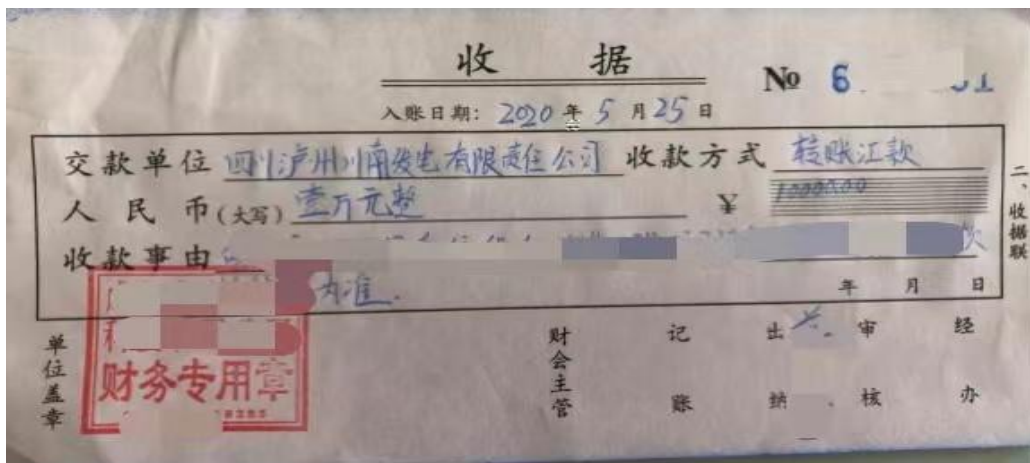 收 据
No 6
入账日期：2020年5月25日
交款单位 四川泸州川南发电有限责任公司 收款方式 转账汇款
人民币(大写) 壹万元整 ¥ 1000000
收款事由 款
为准.
年 月 日
二、收据联
单位盖章
财务专用章
财会主管 记账 出纳 审核 经办